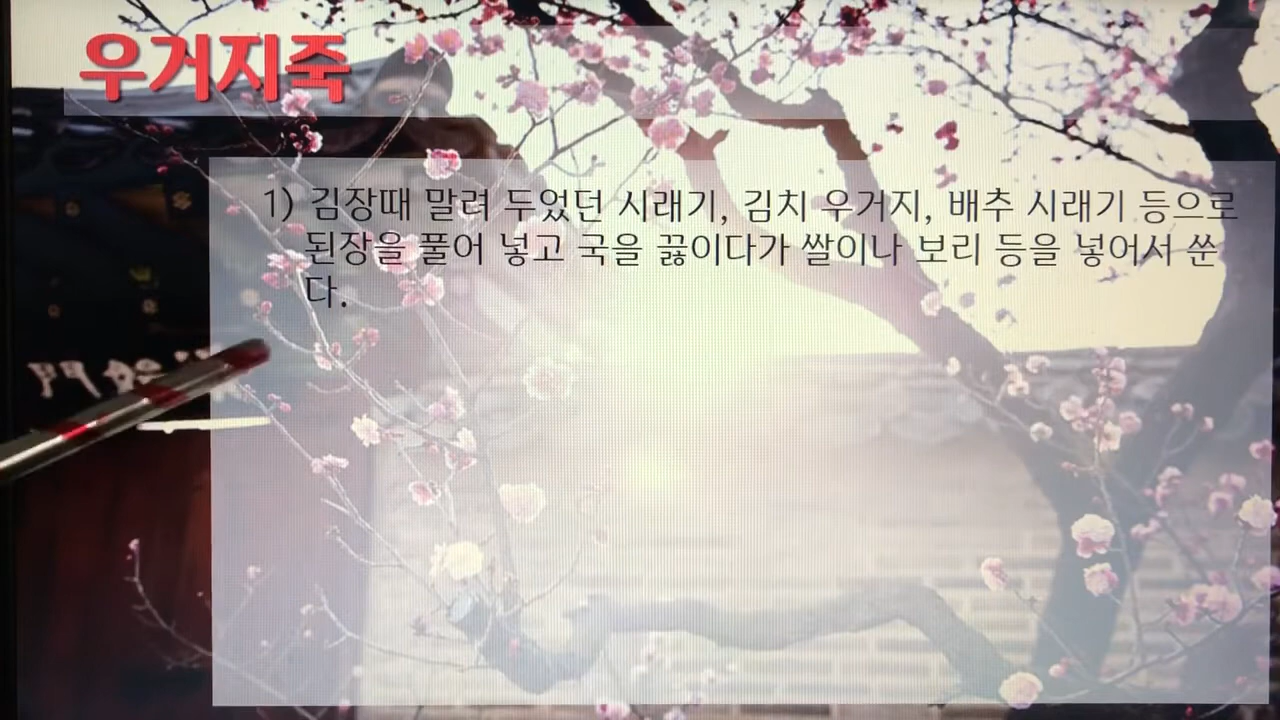 우거지죽
1) 김장때 말려 두었던 시래기, 김치 우거지, 배추 시래기 등으로
된장을 풀어 넣고 국을 끓이다가 쌀이나 보리 등을 넣어서 쑨
다.